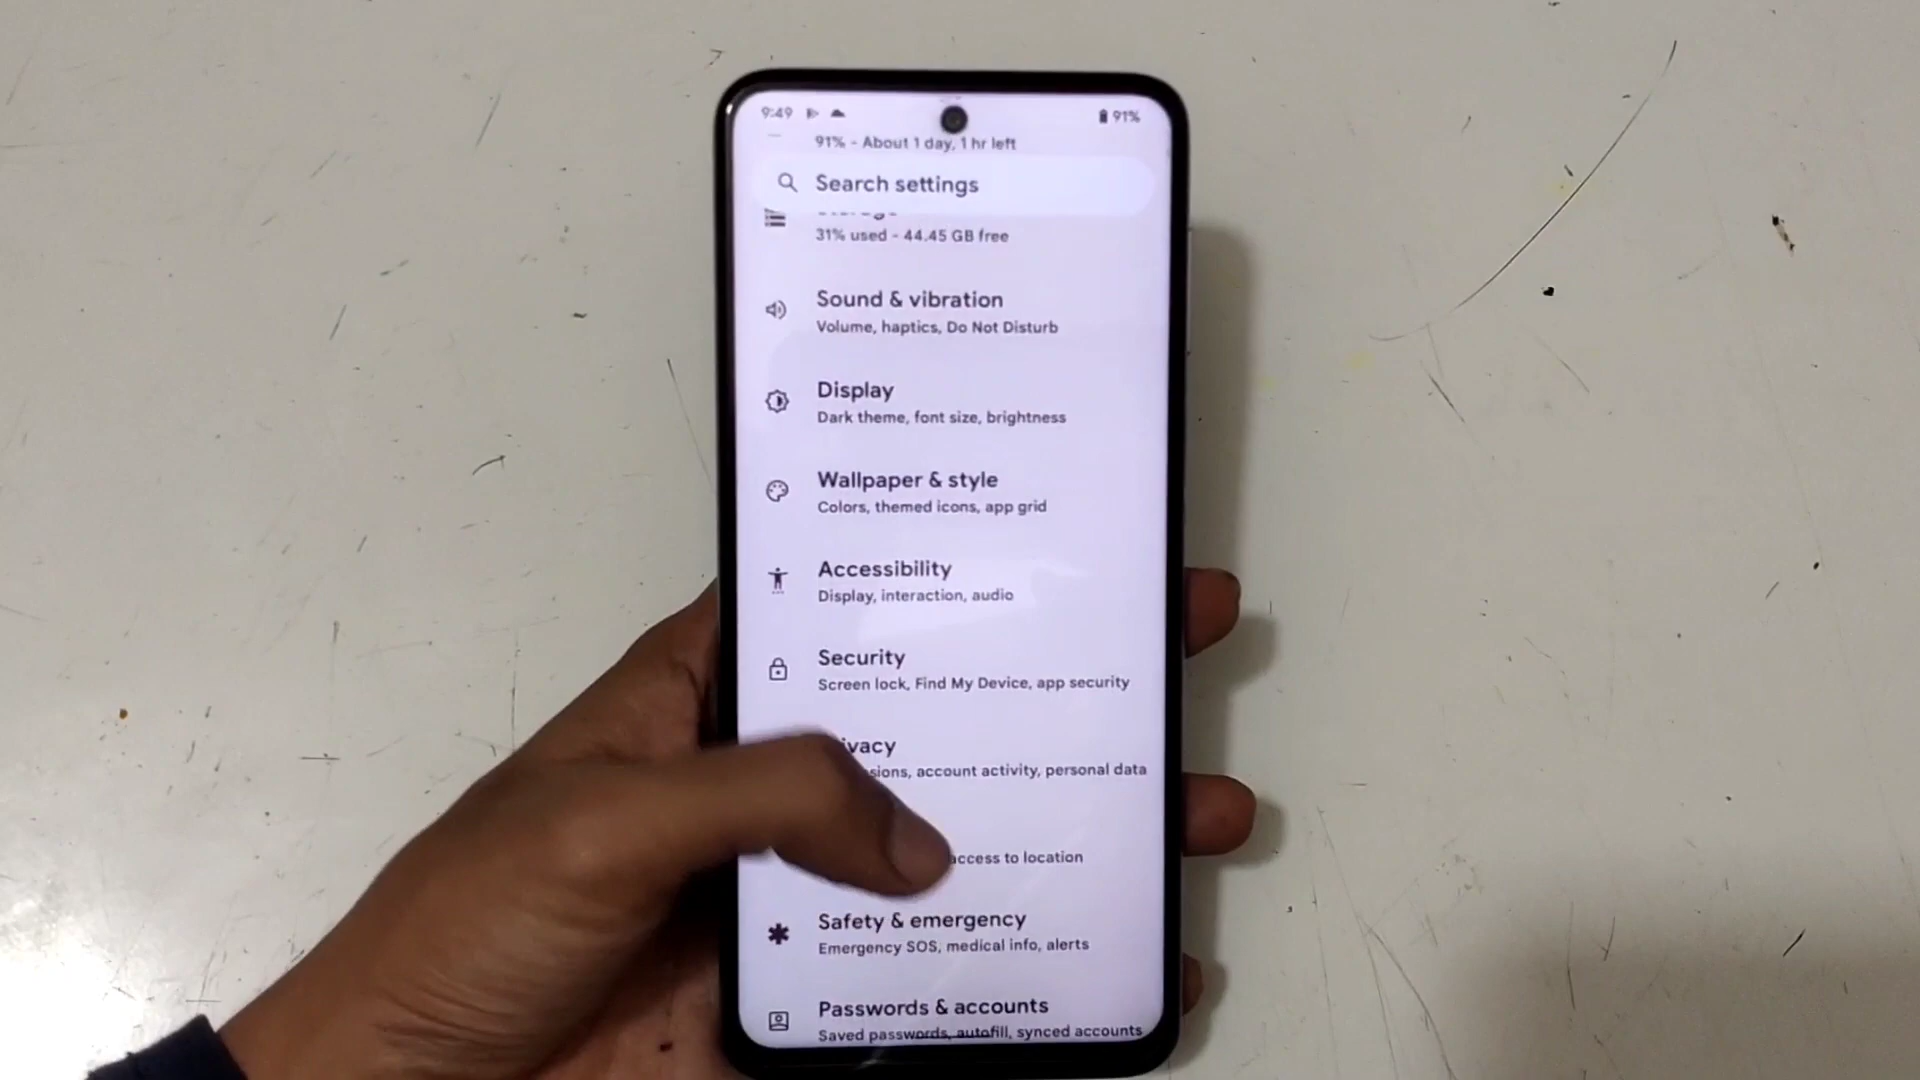 9:49
91%
91% - About 1 day, 1 hr left
Search settings
31% used - 44.45 GB free
Sound & vibration
Volume, haptics, Do Not Disturb
Display
Dark theme, font size, brightness
Wallpaper & style
Colors, themed icons, app grid
Accessibility
Display, interaction, audio
Security
Screen lock, Find My Device, app security
account activity, personal data
access to location
Safety & emergency
Emergency SOS, medical info, alerts
Passwords & accounts
Saved passwords, autofill, synced accounts